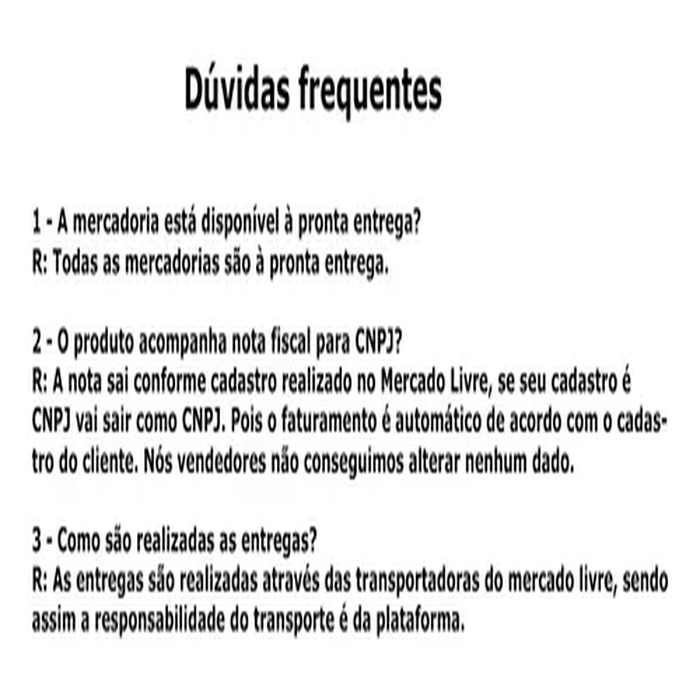 Dúvidas frequentes
1 - A mercadoria está disponível à pronta entrega?
R: Todas as mercadorias são à pronta entrega.
2 - O produto acompanha nota fiscal para CNPJ?
R: A nota sai conforme cadastro realizado no Mercado Livre, se seu cadastro é
CNPJ vai sair como CNPJ. Pois o faturamento é automático de acordo com o cadas-
tro do cliente. Nós vendedores não conseguimos alterar nenhum dado.
3 - Como são realizadas as entregas?
R: As entregas são realizadas através das transportadoras do mercado livre, sendo
assim a responsabilidade do transporte é da plataforma.